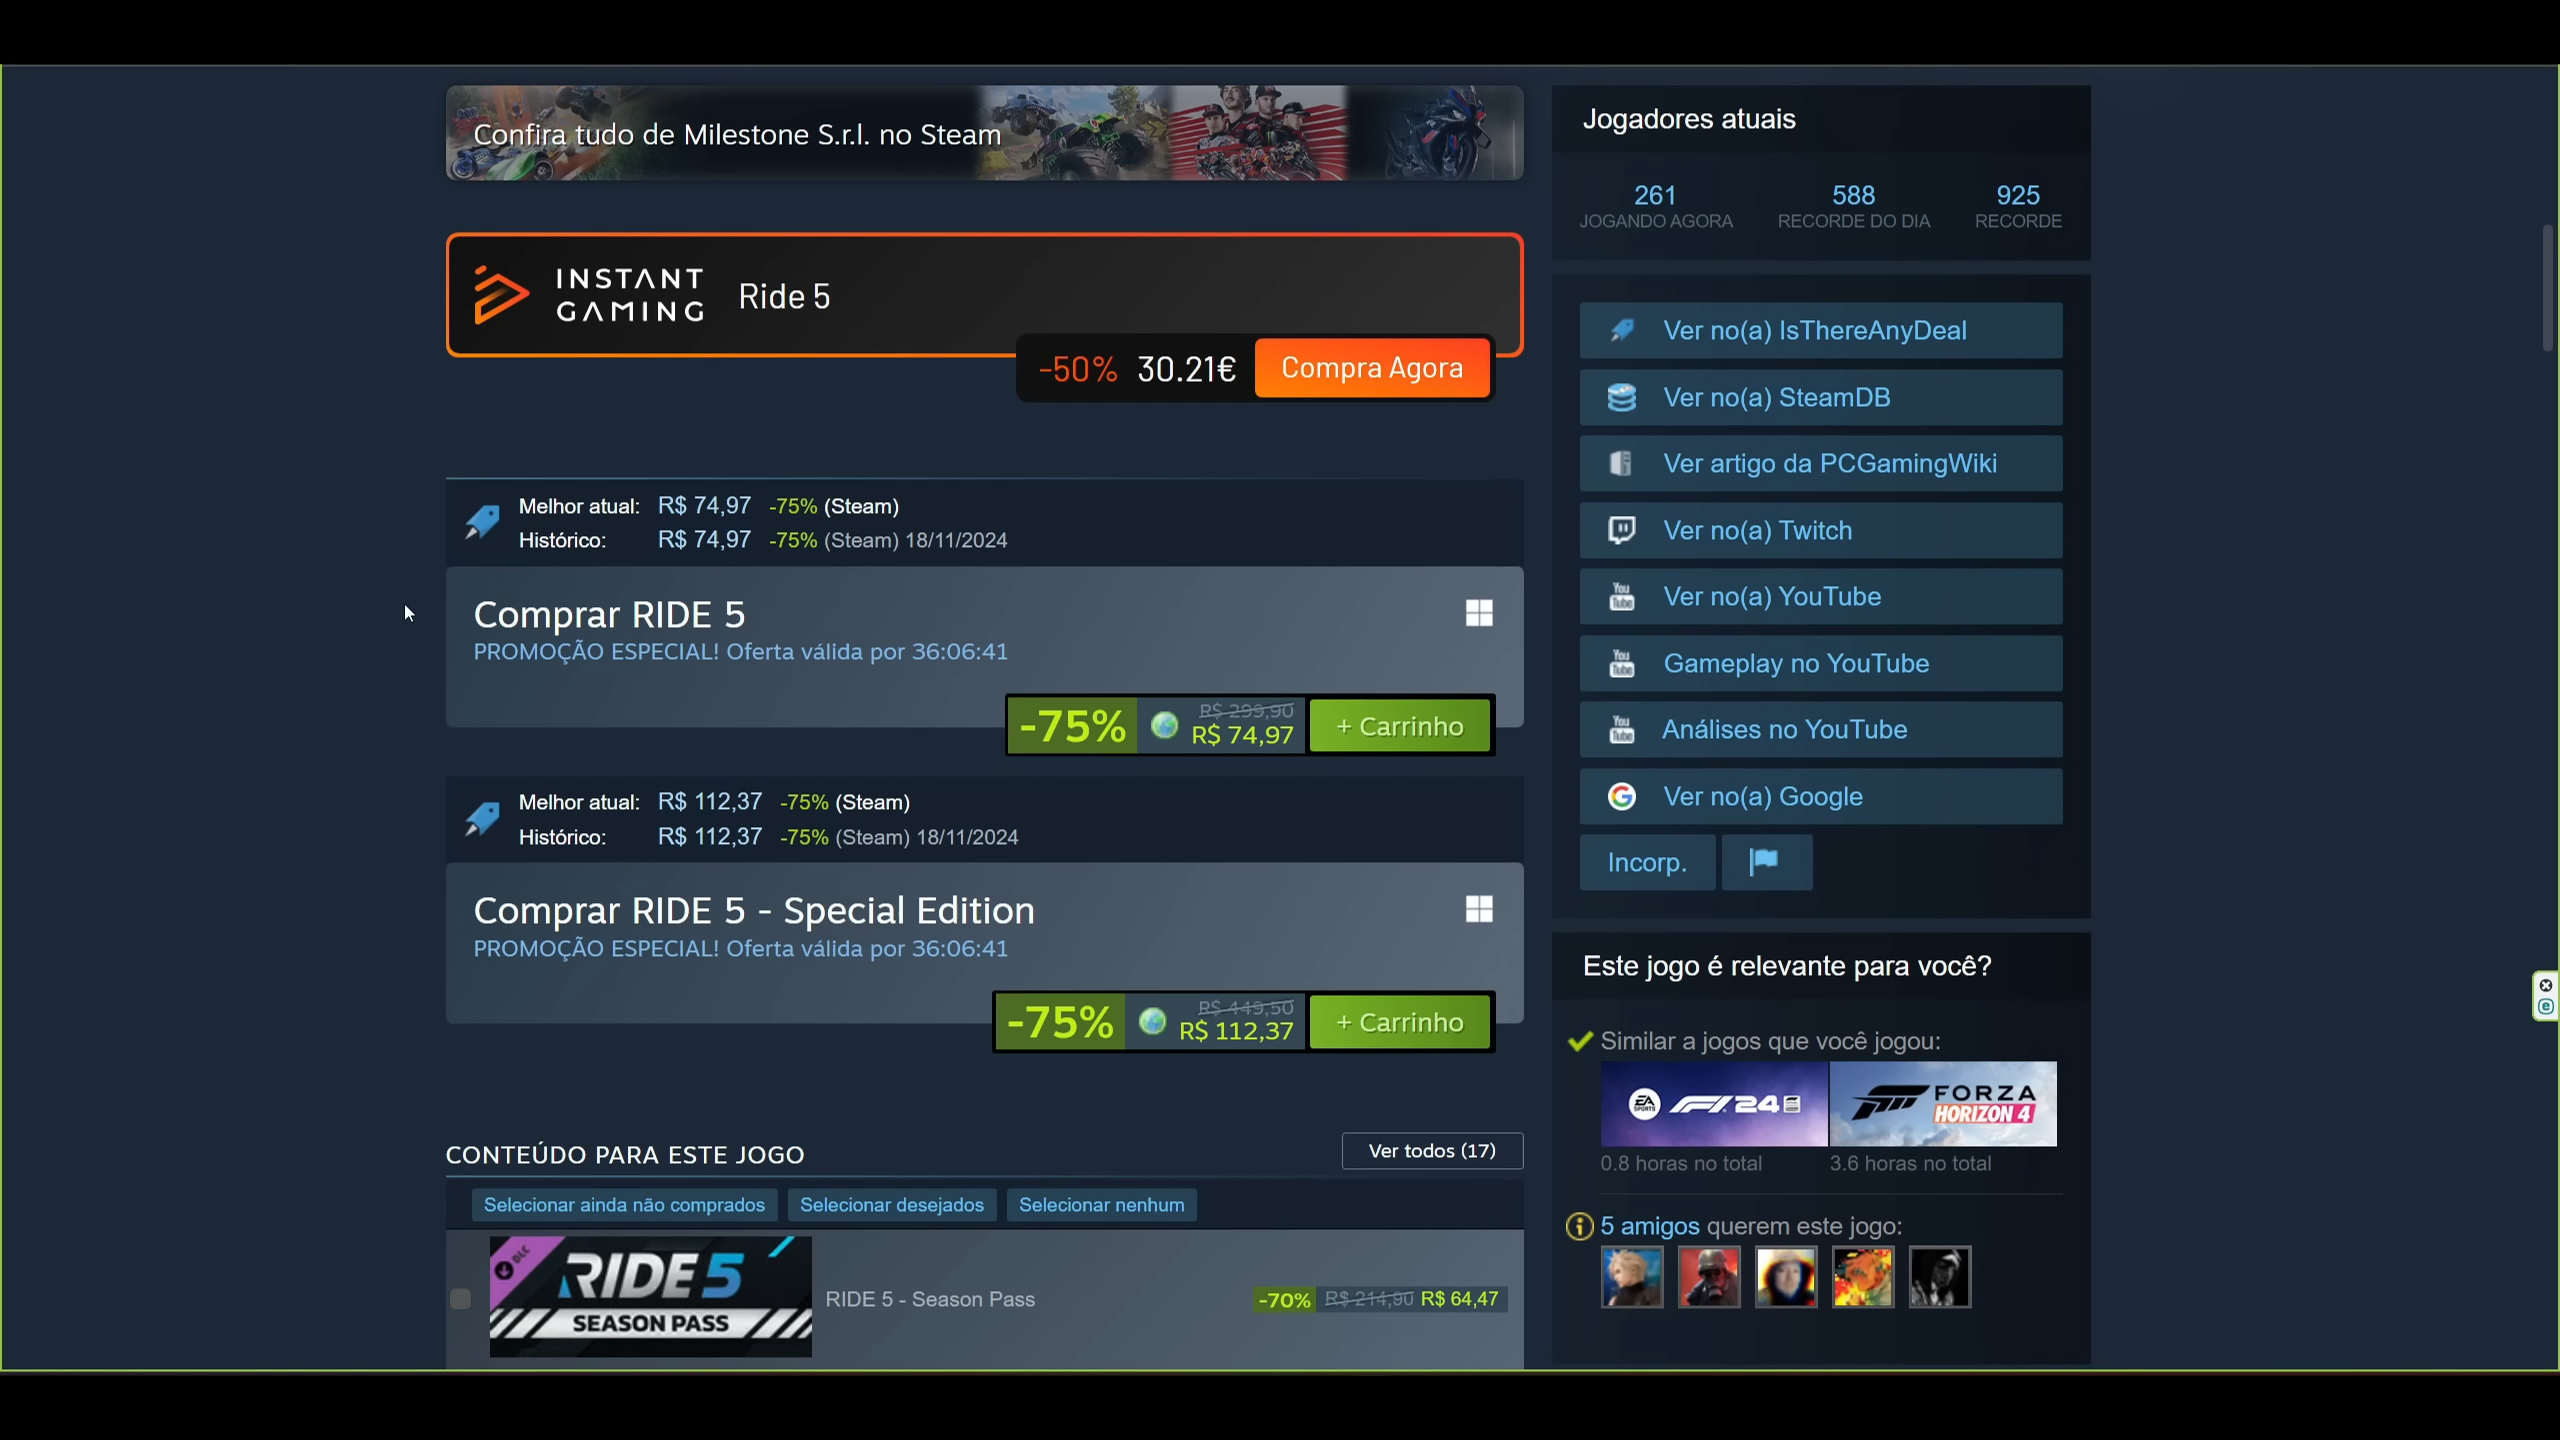 Confira tudo de Milestone S.r.l. no Steam
INSTANT GAMING
Ride 5
-50% 30.21€ Compra Agora
Melhor atual: R$ 74,97 -75% (Steam)
Histórico: R$ 74,97 -75% (Steam) 18/11/2024
Comprar RIDE 5
PROMOÇÃO ESPECIAL! Oferta válida por 36:06:41
-75% R$ 299,90 R$ 74,97 + Carrinho
Melhor atual: R$ 112,37 -75% (Steam)
Histórico: R$ 112,37 -75% (Steam) 18/11/2024
Comprar RIDE 5 - Special Edition
PROMOÇÃO ESPECIAL! Oferta válida por 36:06:41
-75% R$ 449,50 R$ 112,37 + Carrinho
CONTEÚDO PARA ESTE JOGO
Ver todos (17)
Selecionar ainda não comprados
Selecionar desejados
Selecionar nenhum
DLC
RIDE 5
SEASON PASS
RIDE 5 - Season Pass
-70% R$ 214,90 R$ 64,47
Jogadores atuais
261 588 925
JOGANDO AGORA RECORDE DO DIA RECORDE
Ver no(a) IsThereAnyDeal
Ver no(a) SteamDB
Ver artigo da PCGamingWiki
Ver no(a) Twitch
You Tube
Ver no(a) YouTube
You Tube
Gameplay no YouTube
You Tube
Análises no YouTube
Ver no(a) Google
Incorp.
Este jogo é relevante para você?
Similar a jogos que você jogou:
EA SPORTS F1 24
FORZA HORIZON 4
0.8 horas no total
3.6 horas no total
5 amigos querem este jogo: